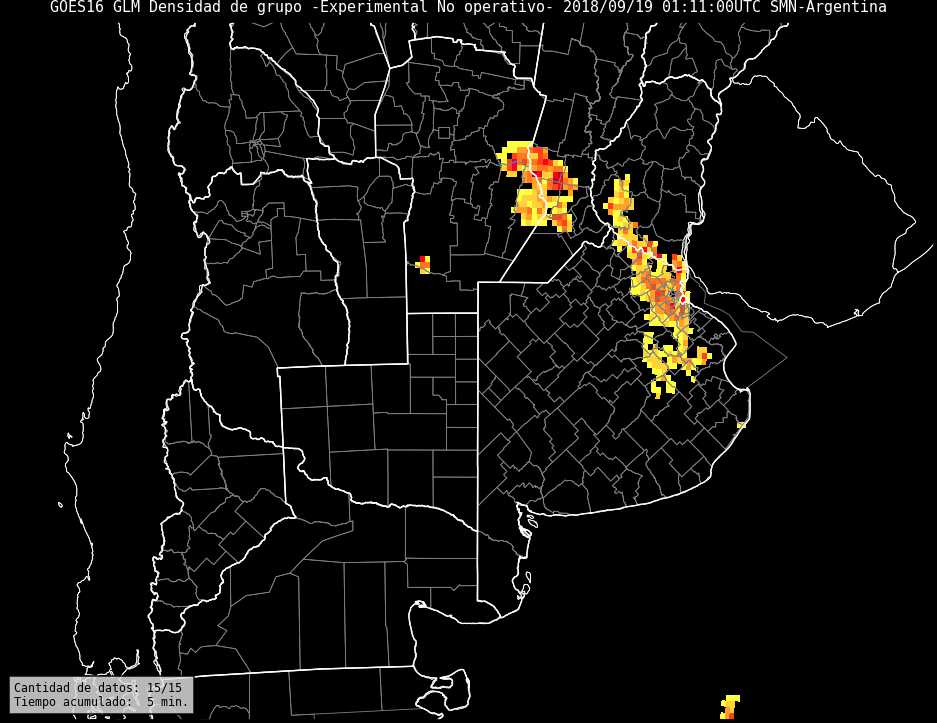 GOES16 GLM Densidad de grupo -Experimental No operativo- 2018/09/19 01:11:00UTC SMN-Argentina
Cantidad de datos: 15/15
Tiempo acumulado:  5 min.